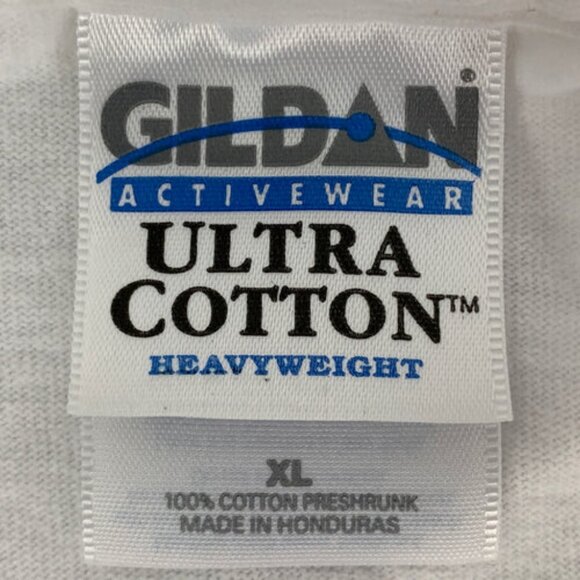 GILDAN®
ACTIVEWEAR
ULTRA
COTTON™
HEAVYWEIGHT
XL
100% COTTON PRESHRUNK
MADE IN HONDURAS